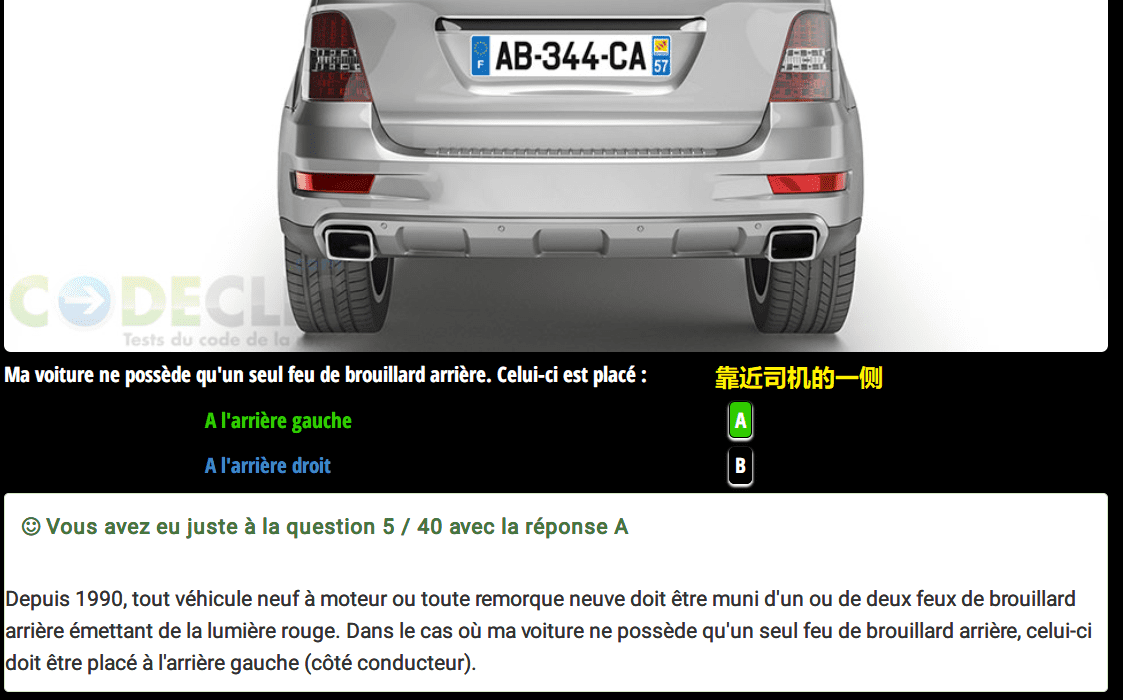 F AB-344-CA 57
CODECLI
Tests du code de la
Ma voiture ne possède qu'un seul feu de brouillard arrière. Celui-ci est placé : 靠近司机的一侧
A l'arrière gauche A
A l'arrière droit B
Vous avez eu juste à la question 5 / 40 avec la réponse A
Depuis 1990, tout véhicule neuf à moteur ou toute remorque neuve doit être muni d'un ou de deux feux de brouillard
arrière émettant de la lumière rouge. Dans le cas où ma voiture ne possède qu'un seul feu de brouillard arrière, celui-ci
doit être placé à l'arrière gauche (côté conducteur).